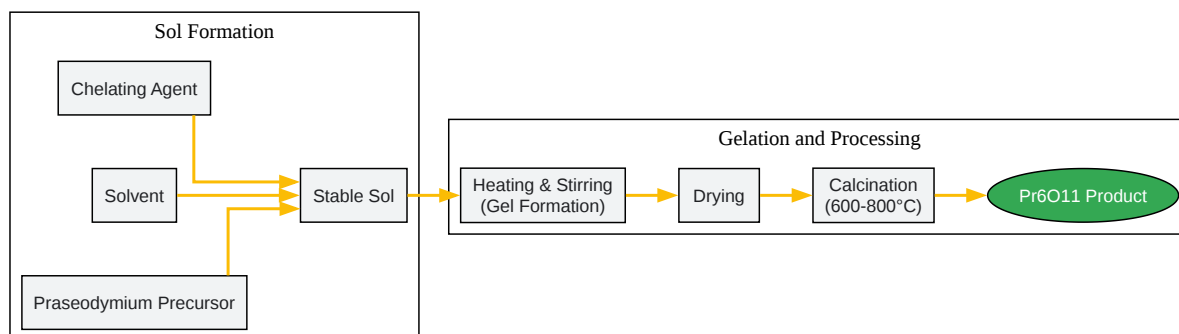 Sol Formation
Chelating Agent
Solvent
Praseodymium Precursor
Stable Sol
Gelation and Processing
Heating & Stirring
(Gel Formation)
Drying
Calcination
(600-800°C)
Pr6O11 Product